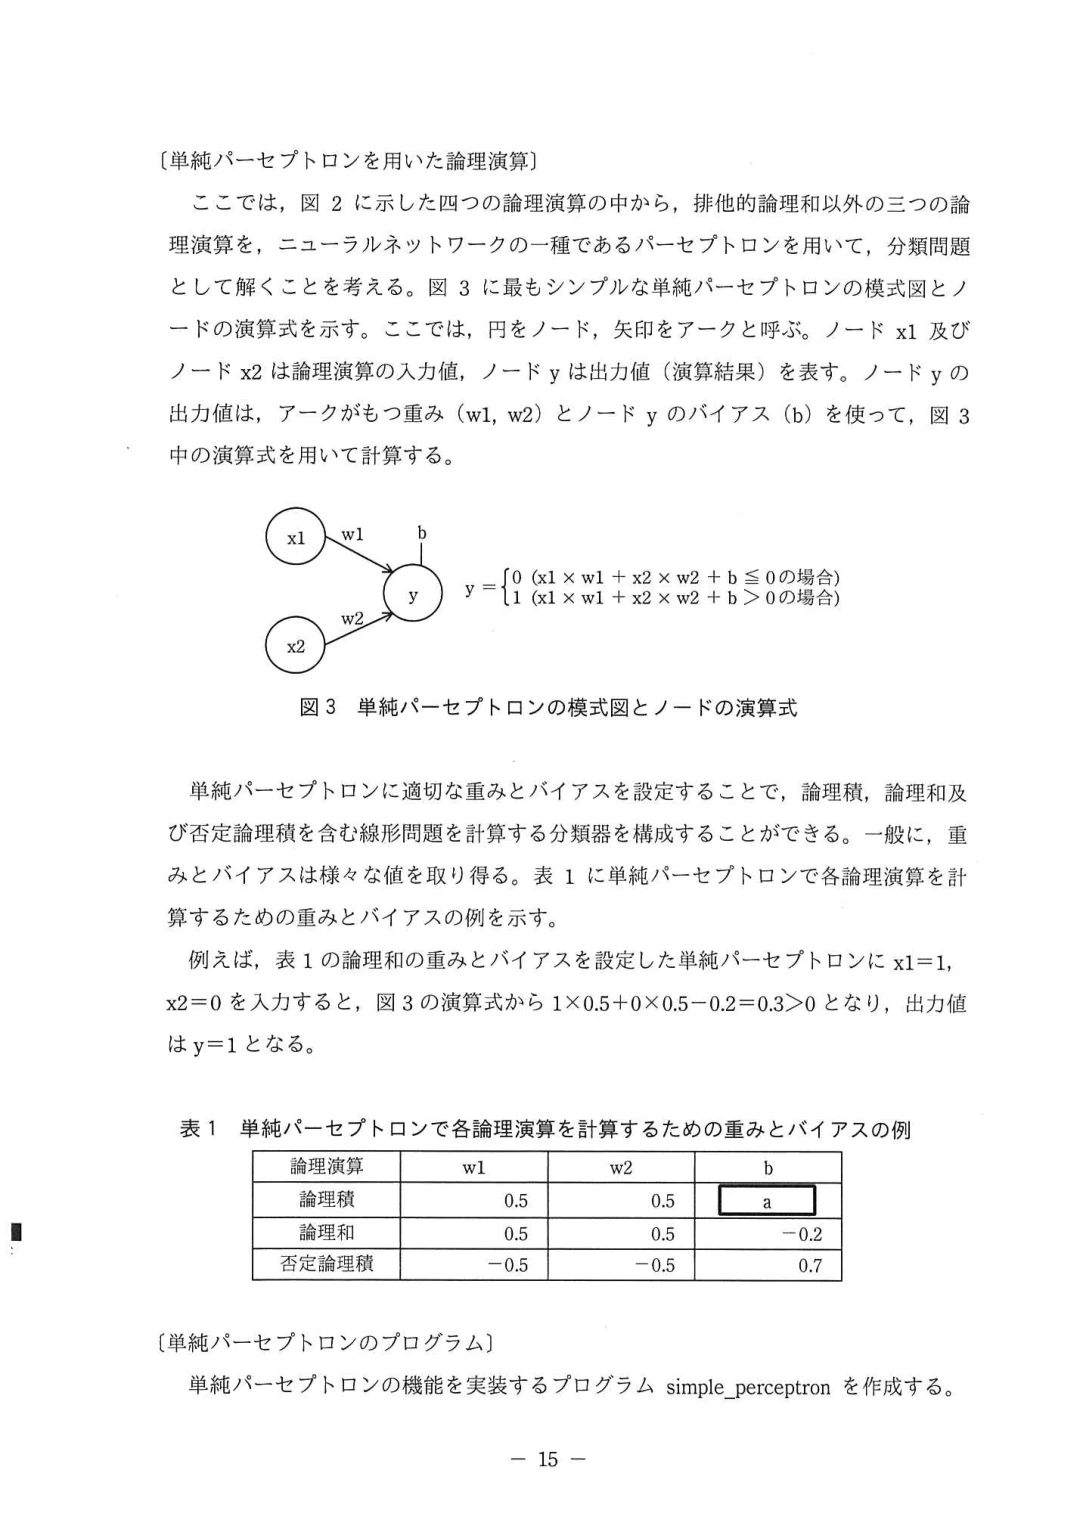 〔単純パーセプトロンを用いた論理演算〕
ここでは，図 2 に示した四つの論理演算の中から，排他的論理和以外の三つの論
理演算を，ニューラルネットワークの一種であるパーセプトロンを用いて，分類問題
として解くことを考える。図 3 に最もシンプルな単純パーセプトロンの模式図とノ
ードの演算式を示す。ここでは，円をノード，矢印をアークと呼ぶ。ノード x1 及び
ノード x2 は論理演算の入力値，ノード y は出力値（演算結果）を表す。ノード y の
出力値は，アークがもつ重み（w1, w2）とノード y のバイアス（b）を使って，図 3
中の演算式を用いて計算する。
x1
w1
b
y
w2
x2
y = {0 (x1 × w1 + x2 × w2 + b ≦ 0の場合)
1 (x1 × w1 + x2 × w2 + b > 0の場合)
図 3 単純パーセプトロンの模式図とノードの演算式
単純パーセプトロンに適切な重みとバイアスを設定することで，論理積，論理和及
び否定論理積を含む線形問題を計算する分類器を構成することができる。一般に，重
みとバイアスは様々な値を取り得る。表 1 に単純パーセプトロンで各論理演算を計
算するための重みとバイアスの例を示す。
例えば，表 1 の論理和の重みとバイアスを設定した単純パーセプトロンに x1＝1,
x2＝0 を入力すると，図 3 の演算式から 1×0.5＋0×0.5－0.2＝0.3＞0 となり，出力値
は y＝1 となる。
表 1 単純パーセプトロンで各論理演算を計算するための重みとバイアスの例
論理演算 w1 w2 b
論理積 0.5 0.5 a
論理和 0.5 0.5 －0.2
否定論理積 －0.5 －0.5 0.7
〔単純パーセプトロンのプログラム〕
単純パーセプトロンの機能を実装するプログラム simple_perceptron を作成する。
－ 15 －